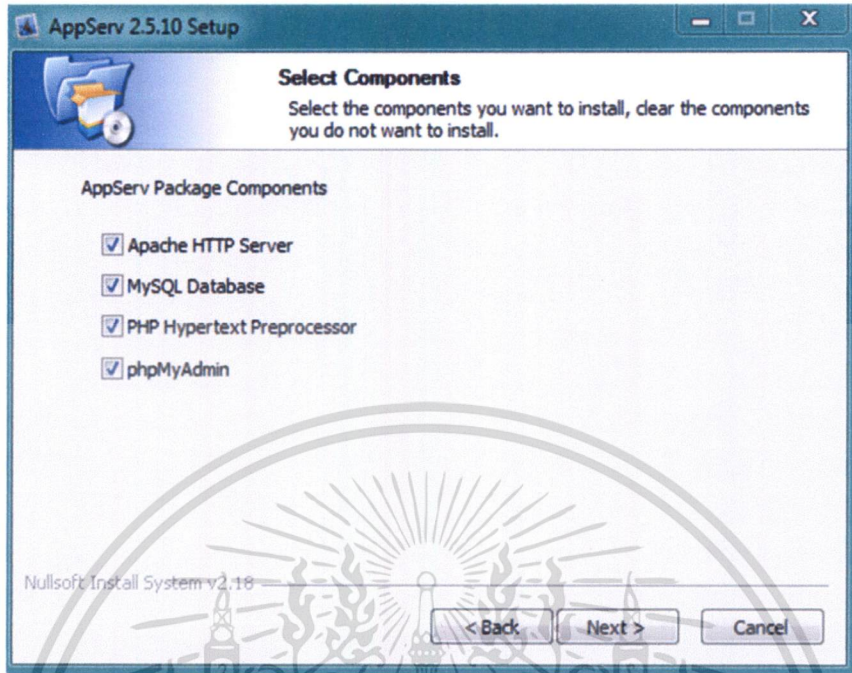 AppServ 2.5.10 Setup
X
Select Components
Select the components you want to install, clear the components
you do not want to install.
AppServ Package Components
Apache HTTP Server
MySQL Database
PHP Hypertext Preprocessor
phpMyAdmin
Nullsoft Install System v2.18
< Back
Next >
Cancel